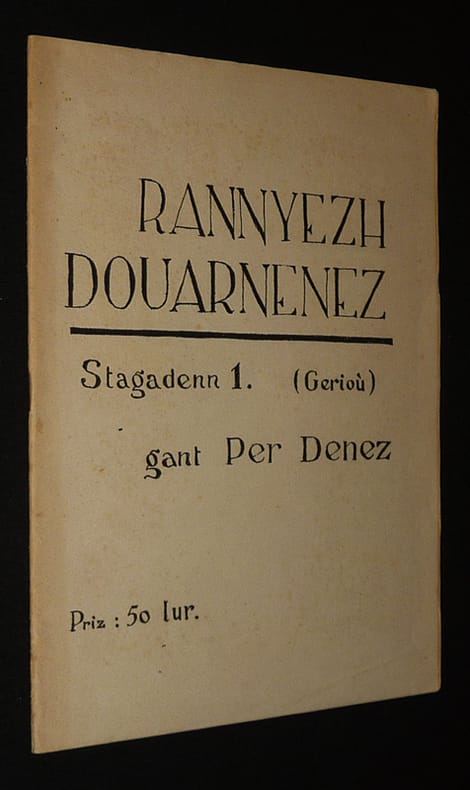 RANNYEZH
DOUARNENEZ
Stagadenn 1. (Gerioù)
gant Per Denez
Priz : 50 lur.